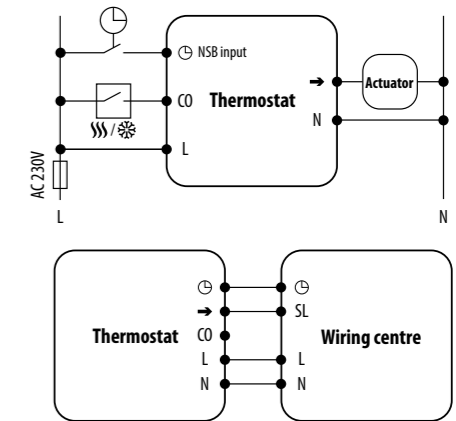 NSB input
CO
Thermostat
Actuator
N
L
AC 230V
L
N
Thermostat
CO
L
N
SL
L
N
Wiring centre